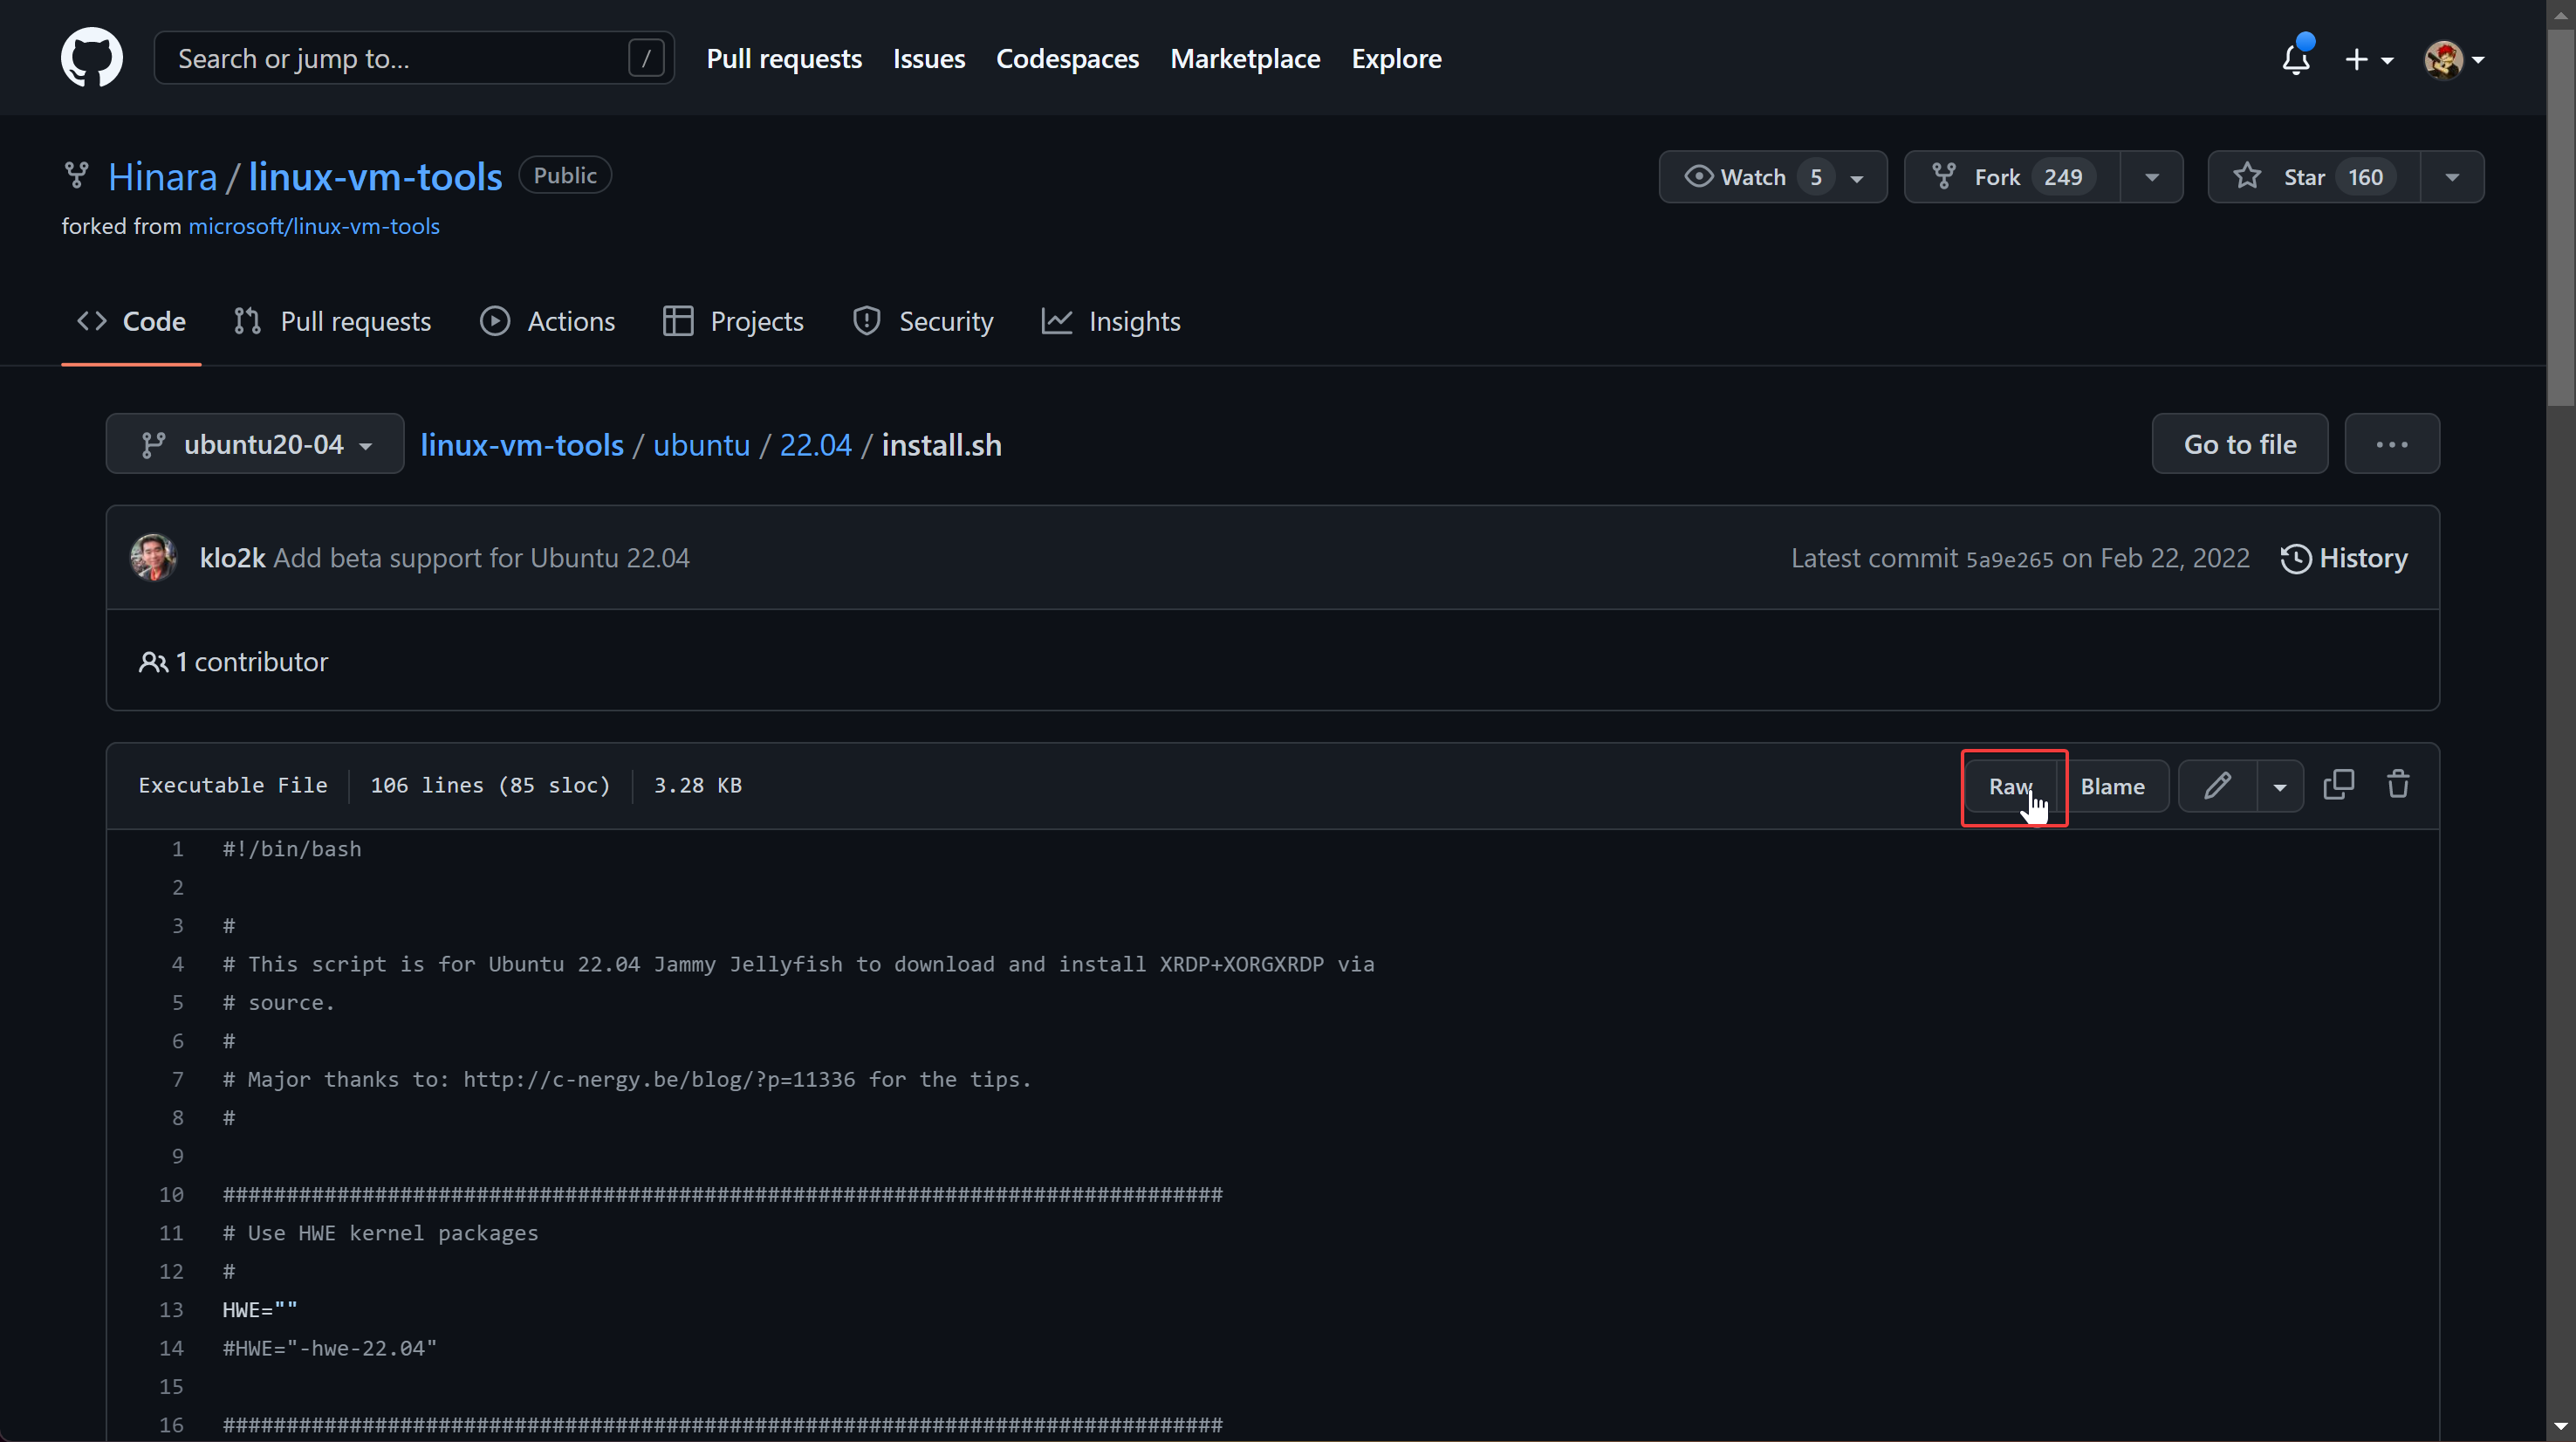 Search or jump to... /
Pull requests Issues Codespaces Marketplace Explore
Hinara / linux-vm-tools Public
Watch 5 Fork 249 Star 160
forked from microsoft/linux-vm-tools
Code Pull requests Actions Projects Security Insights
ubuntu20-04 linux-vm-tools / ubuntu / 22.04 / install.sh Go to file ...
klo2k Add beta support for Ubuntu 22.04 Latest commit 5a9e265 on Feb 22, 2022 History
1 contributor
Executable File 106 lines (85 sloc) 3.28 KB Raw Blame
1 #!/bin/bash
2
3 #
4 # This script is for Ubuntu 22.04 Jammy Jellyfish to download and install XRDP+XORGXRDP via
5 # source.
6 #
7 # Major thanks to: http://c-nergy.be/blog/?p=11336 for the tips.
8 #
9
10 ###############################################################################
11 # Use HWE kernel packages
12 #
13 HWE=""
14 #HWE="-hwe-22.04"
15
16 ###############################################################################